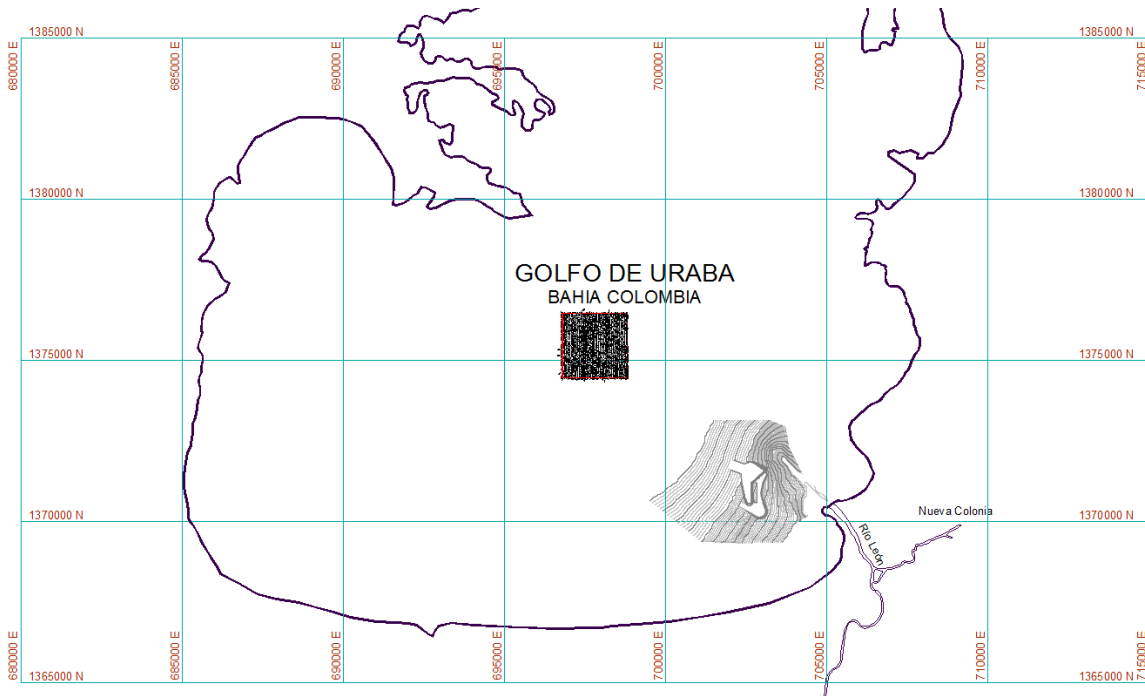 1385000 N
1385000 N
680000 E
685000 E
690000 E
695000 E
700000 E
705000 E
710000 E
715000 E
1380000 N
1380000 N
GOLFO DE URABA
BAHIA COLOMBIA
1375000 N
1375000 N
1370000 N
1370000 N
Nueva Colonia
Río León
680000 E
685000 E
690000 E
695000 E
700000 E
705000 E
710000 E
715000 E
1365000 N
1365000 N